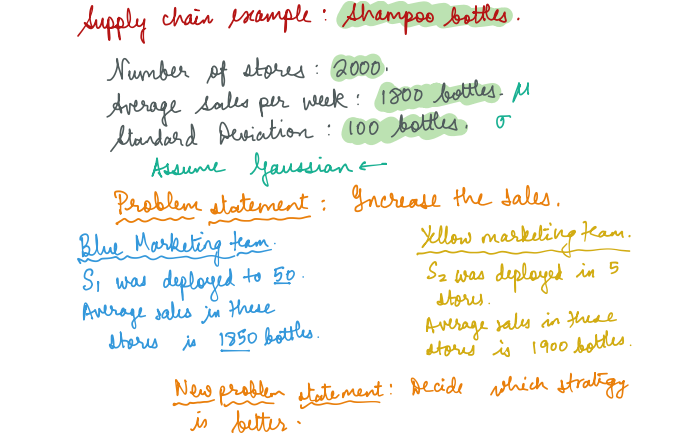 Supply chain example : Shampoo bottles.
Number of stores : 2000.
Average sales per week : 1800 bottles. μ
Standard Deviation : 100 bottles. σ
Assume Gaussian ←
Problem statement : Increase the sales.
Blue Marketing team.
S1 was deployed to 50.
Average sales in these
stores is 1850 bottles.
Yellow marketing team.
S2 was deployed in 5
stores.
Average sales in these
stores is 1900 bottles.
New problem statement : Decide which strategy
is better.